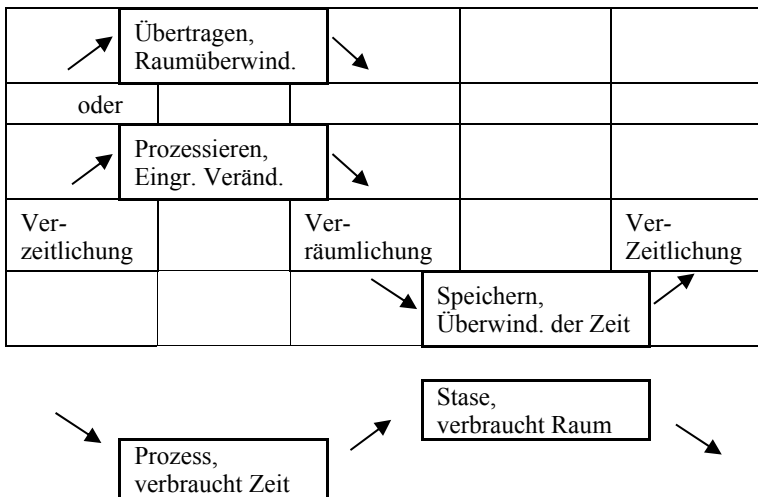 Übertragen,
Raumüberwind.
oder
Prozessieren,
Eingr. Veränd.
Ver-
zeitlichung
Ver-
räumlichung
Ver-
Zeitlichung
Speichern,
Überwind. der Zeit
Stase,
verbraucht Raum
Prozess,
verbraucht Zeit